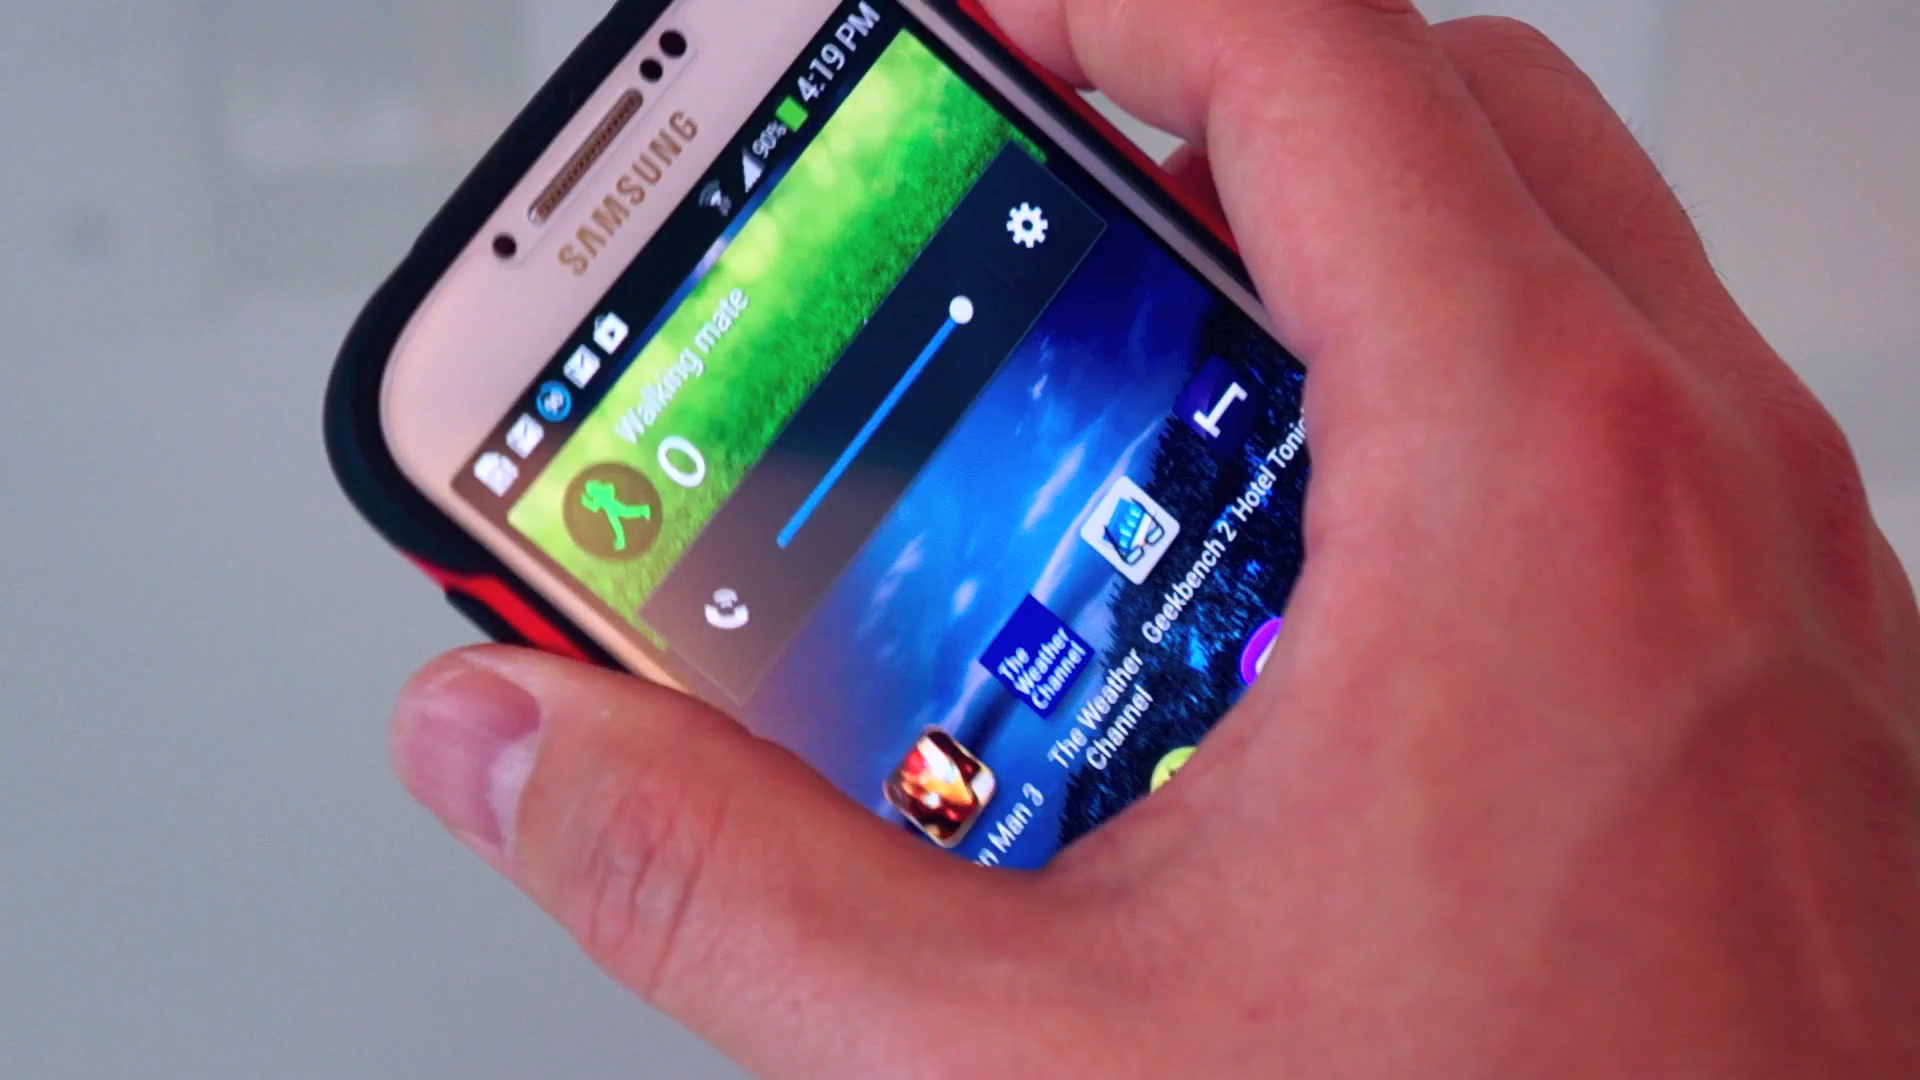 SAMSUNG
90% 4:19 PM
Walking mate
0
The
Weather
Channel
n Man 3
The Weather
Channel
Geekbench 2
Hotel Tonig